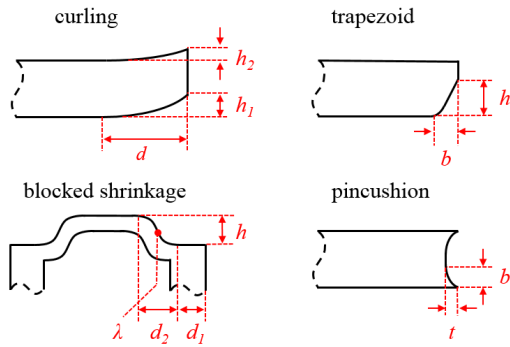 curling
trapezoid
h₂
h₁
h
d
b
blocked shrinkage
pincushion
h
b
λ
d₂
d₁
t